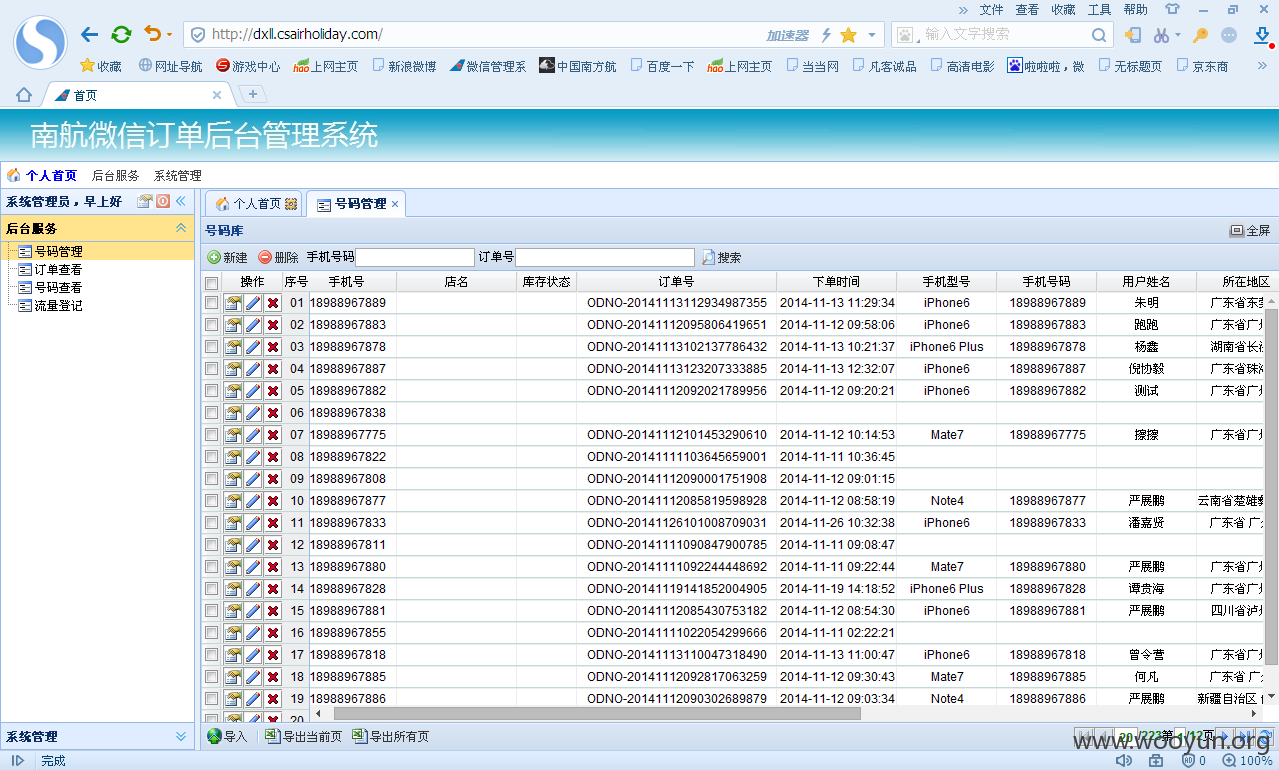 » 文件 查看 收藏 工具 帮助
http://dxll.csairholiday.com/ 加速器 输入文字搜索
收藏 网址导航 游戏中心 上网主页 新浪微博 微信管理系 中国南方航 百度一下 上网主页 当当网 凡客诚品 高清电影 啦啦啦，微 无标题页 京东商 »
首页
南航微信订单后台管理系统
个人首页 后台服务 系统管理
系统管理员，早上好
个人首页 号码管理
后台服务
号码管理
订单查看
号码查看
流量登记
号码库 全屏
新建 删除 手机号码 订单号 搜索
操作 序号 手机号 店名 库存状态 订单号 下单时间 手机型号 手机号码 用户姓名 所在地区
01 18988967889 ODNO-20141113112934987355 2014-11-13 11:29:34 iPhone6 18988967889 朱明 广东省东
02 18988967883 ODNO-20141112095806419651 2014-11-12 09:58:06 iPhone6 18988967883 跑跑 广东省广
03 18988967878 ODNO-20141113102137786432 2014-11-13 10:21:37 iPhone6 Plus 18988967878 杨鑫 湖南省长
04 18988967887 ODNO-20141113123207333885 2014-11-13 12:32:07 iPhone6 18988967887 倪协毅 广东省珠
05 18988967882 ODNO-20141112092021789956 2014-11-12 09:20:21 iPhone6 18988967882 测试 广东省广
06 18988967838
07 18988967775 ODNO-20141112101453290610 2014-11-12 10:14:53 Mate7 18988967775 擦擦 广东省广
08 18988967822 ODNO-20141111103645659001 2014-11-11 10:36:45
09 18988967808 ODNO-20141112090001751908 2014-11-12 09:01:15
10 18988967877 ODNO-20141112085819598928 2014-11-12 08:58:19 Note4 18988967877 严展鹏 云南省楚雄
11 18988967833 ODNO-20141126101008709031 2014-11-26 10:32:38 iPhone6 18988967833 潘嘉贤 广东省 广
12 18988967811 ODNO-20141111090847900785 2014-11-11 09:08:47
13 18988967880 ODNO-20141111092244448692 2014-11-11 09:22:44 Mate7 18988967880 严展鹏 广东省广
14 18988967828 ODNO-20141119141852004905 2014-11-19 14:18:52 iPhone6 Plus 18988967828 谭贵海 广东省广
15 18988967881 ODNO-20141112085430753182 2014-11-12 08:54:30 iPhone6 18988967881 严展鹏 四川省泸
16 18988967855 ODNO-20141111022054299666 2014-11-11 02:22:21
17 18988967818 ODNO-20141113110047318490 2014-11-13 11:00:47 iPhone6 18988967818 曾令营 广东省广
18 18988967885 ODNO-20141112092817063259 2014-11-12 09:30:43 Mate7 18988967885 何凡 广东省 广
19 18988967886 ODNO-20141112090302689879 2014-11-12 09:03:34 Note4 18988967886 严展鹏 新疆自治区
20
系统管理 导入 导出当前页 导出所有页 20 /223 第 1 /12页
www.wooyun.org
完成 0 100%